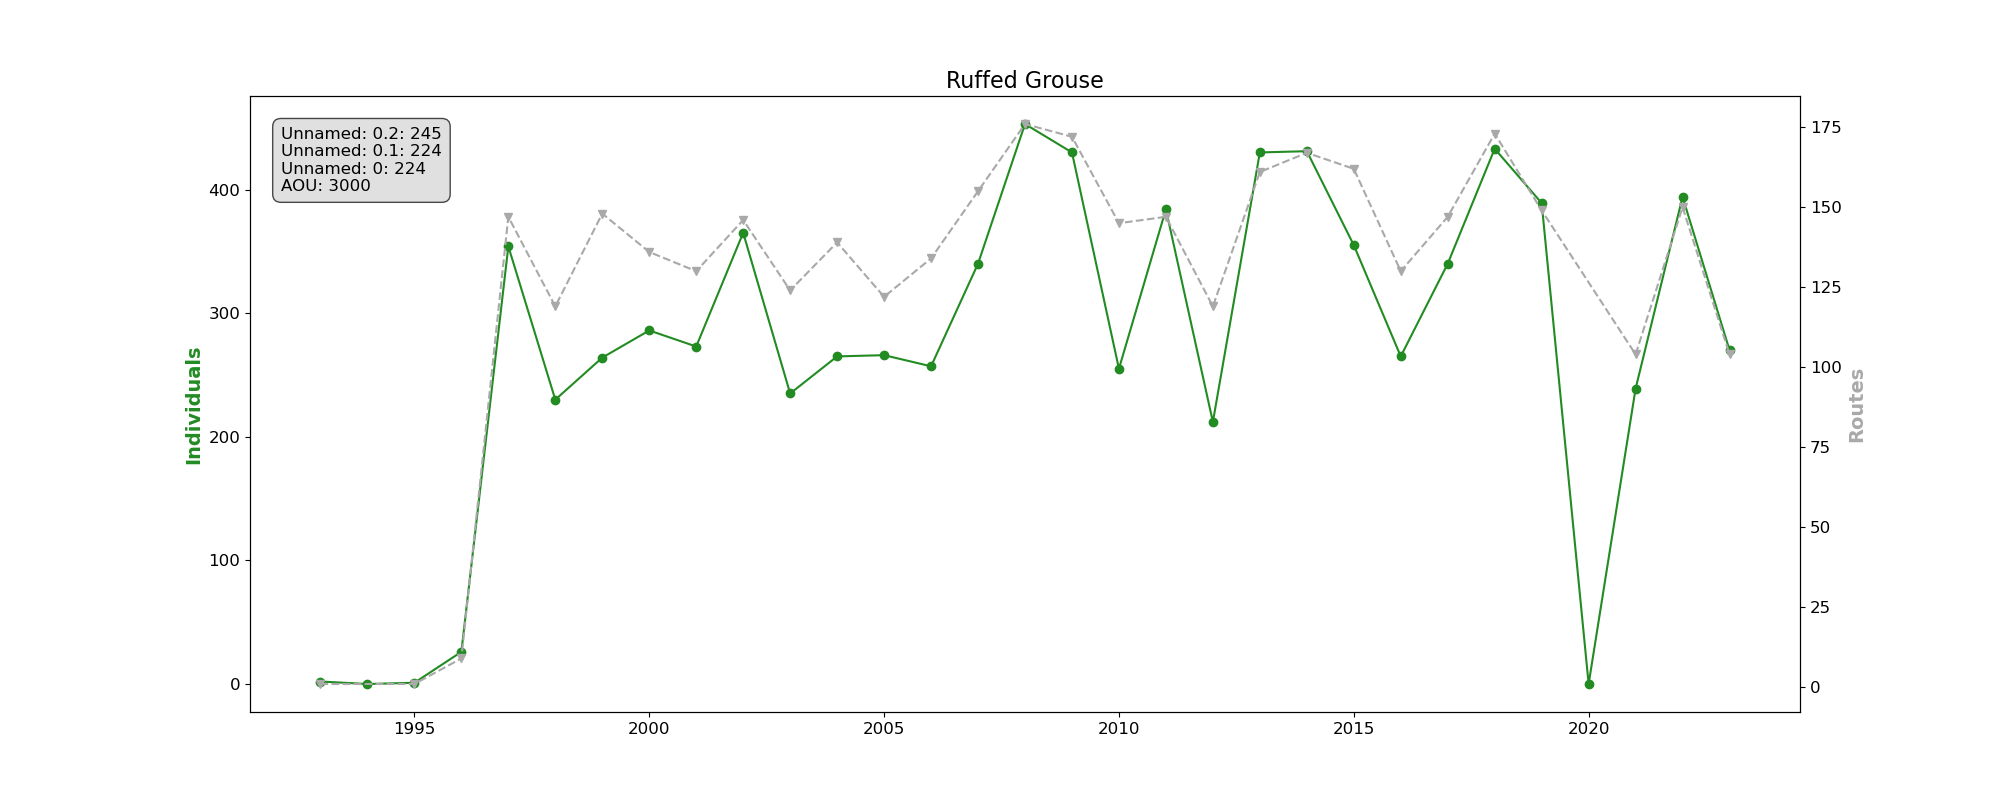 Ruffed Grouse
Unnamed: 0.2: 245
Unnamed: 0.1: 224
Unnamed: 0: 224
AOU: 3000
Individuals
400
300
200
100
0
175
150
125
100
75
50
25
0
Routes
1995 2000 2005 2010 2015 2020